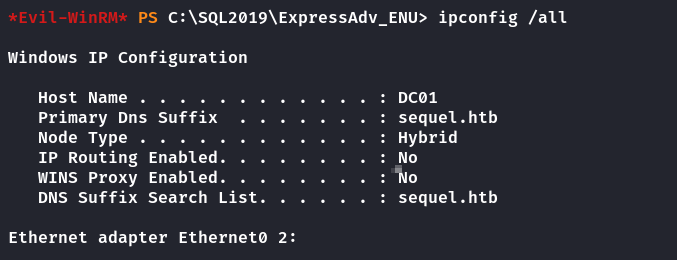 *Evil-WinRM* PS C:\SQL2019\ExpressAdv_ENU> ipconfig /all
Windows IP Configuration
Host Name . . . . . . . . . . . . : DC01
Primary Dns Suffix  . . . . . . . : sequel.htb
Node Type . . . . . . . . . . . . : Hybrid
IP Routing Enabled. . . . . . . . : No
WINS Proxy Enabled. . . . . . . . : No
DNS Suffix Search List. . . . . . : sequel.htb
Ethernet adapter Ethernet0 2: